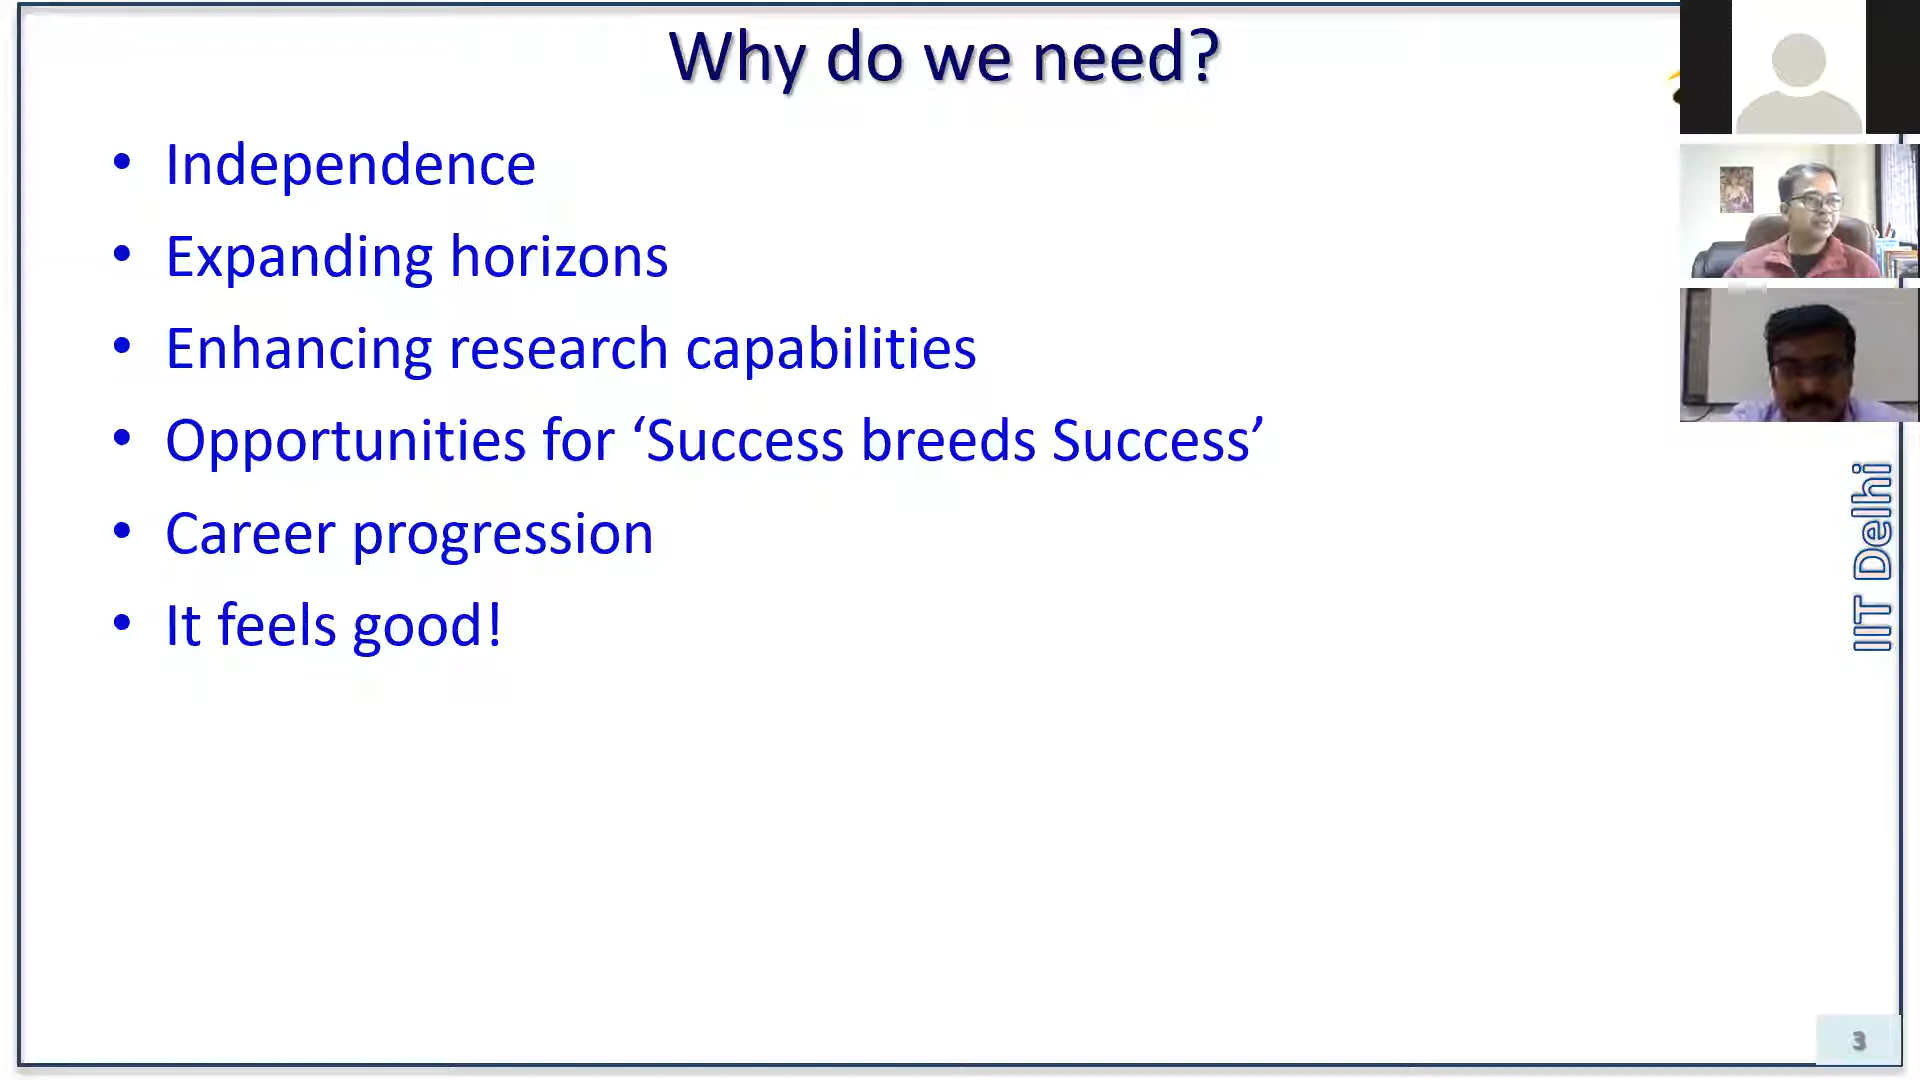 Why do we need?
• Independence
• Expanding horizons
• Enhancing research capabilities
• Opportunities for ‘Success breeds Success’
• Career progression
• It feels good!
IIT Delhi
3